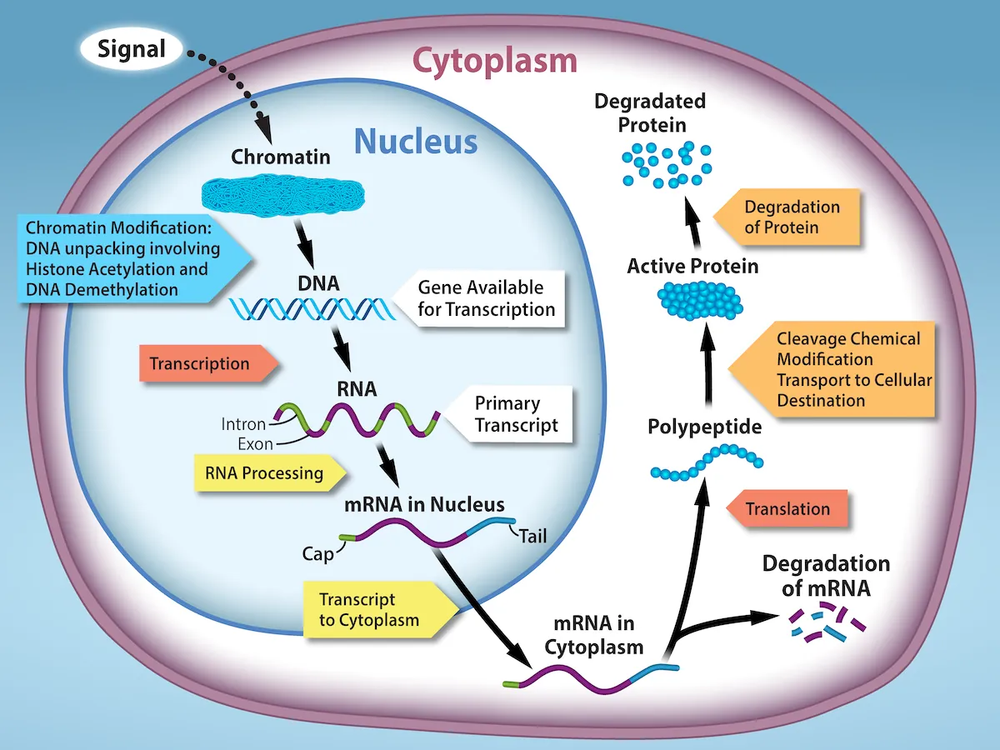 Signal
Cytoplasm
Nucleus
Chromatin
Chromatin Modification:
DNA unpacking involving
Histone Acetylation and
DNA Demethylation
DNA
Gene Available
for Transcription
Transcription
RNA
Intron
Exon
Primary
Transcript
RNA Processing
mRNA in Nucleus
Cap
Tail
Transcript
to Cytoplasm
mRNA in
Cytoplasm
Degradation
of mRNA
Translation
Polypeptide
Cleavage Chemical
Modification
Transport to Cellular
Destination
Active Protein
Degradation
of Protein
Degraded
Protein